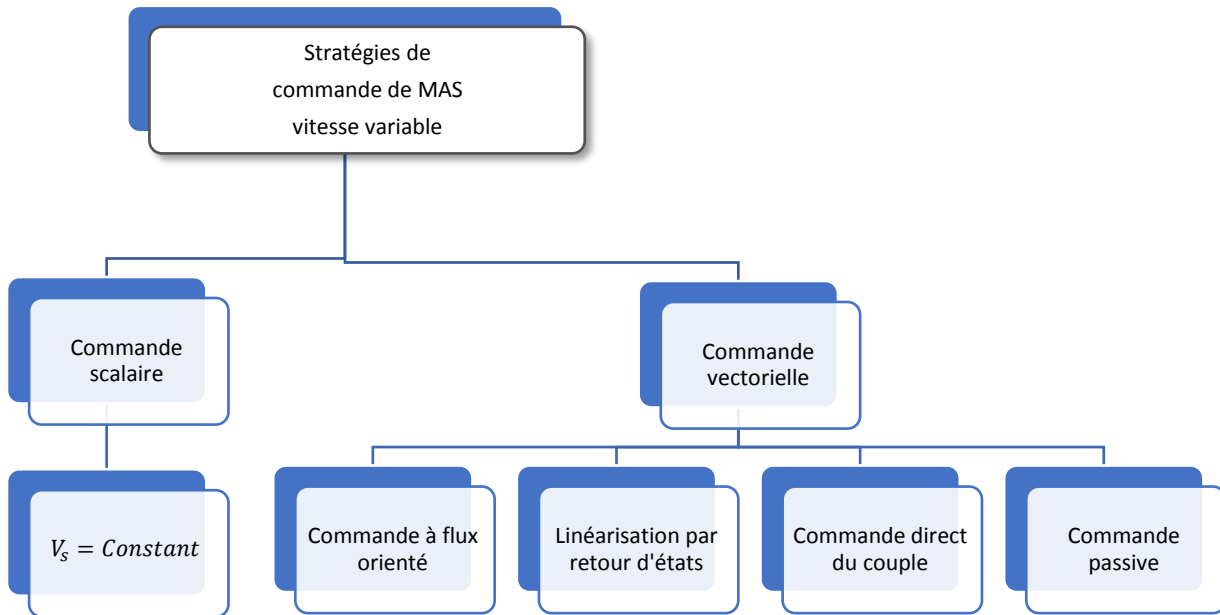 Stratégies de
commande de MAS
vitesse variable
Commande
scalaire
Commande
vectorielle
V_s = Constant
Commande à flux
orienté
Linéarisation par
retour d'états
Commande direct
du couple
Commande
passive